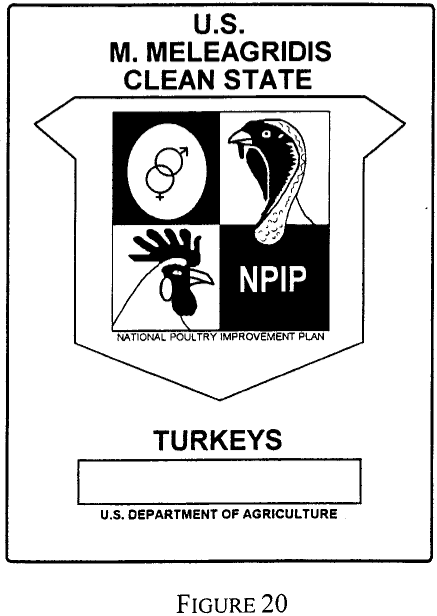 U.S.
M. MELEAGRIDIS
CLEAN STATE
NPIP
NATIONAL POULTRY IMPROVEMENT PLAN
TURKEYS
U.S. DEPARTMENT OF AGRICULTURE
FIGURE 20